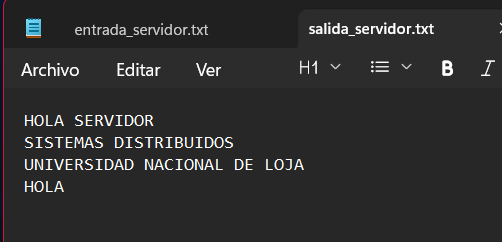 entrada_servidor.txt salida_servidor.txt
Archivo Editar Ver H1 B I
HOLA SERVIDOR
SISTEMAS DISTRIBUIDOS
UNIVERSIDAD NACIONAL DE LOJA
HOLA